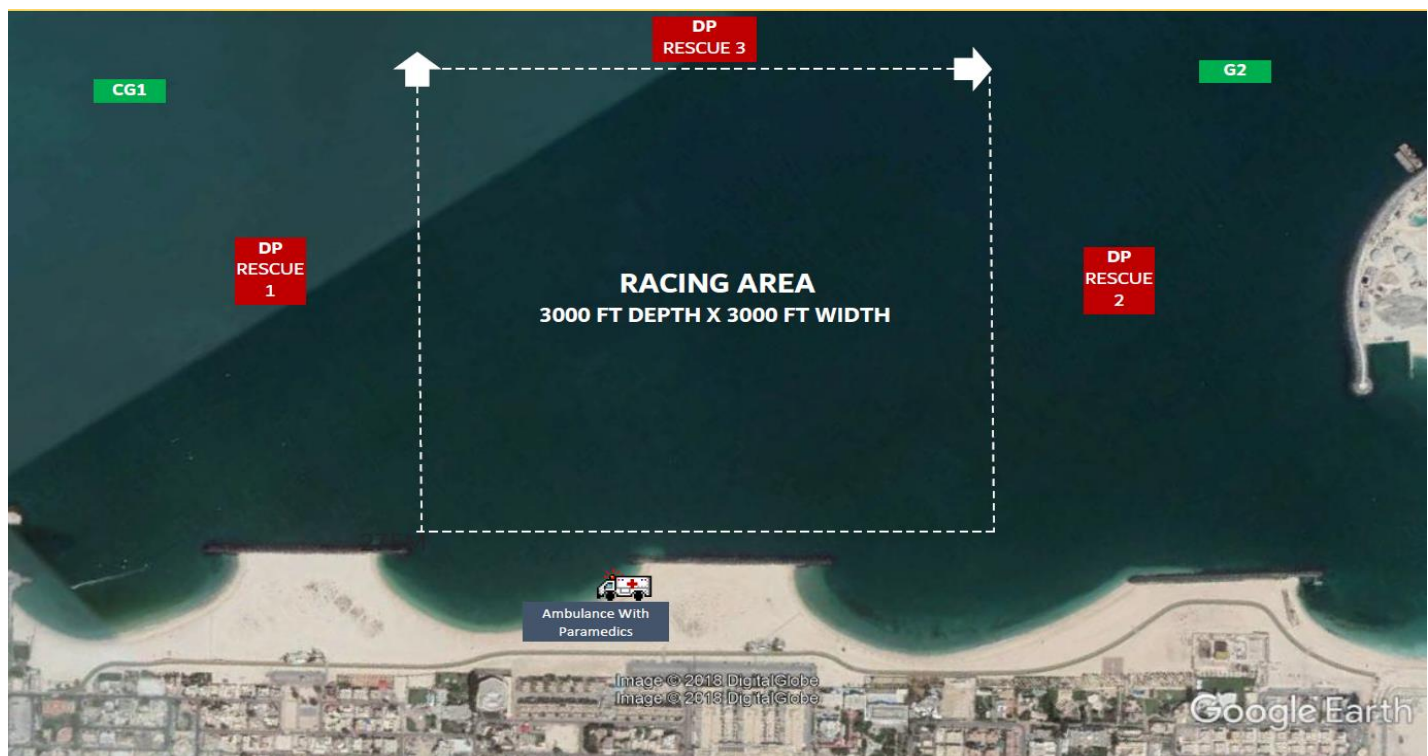 DP
RESCUE 3
CG1
G2
DP
RESCUE
1
DP
RESCUE
2
RACING AREA
3000 FT DEPTH X 3000 FT WIDTH
Ambulance With
Paramedics
Image © 2018 DigitalGlobe
Image © 2018 DigitalGlobe
Google Earth